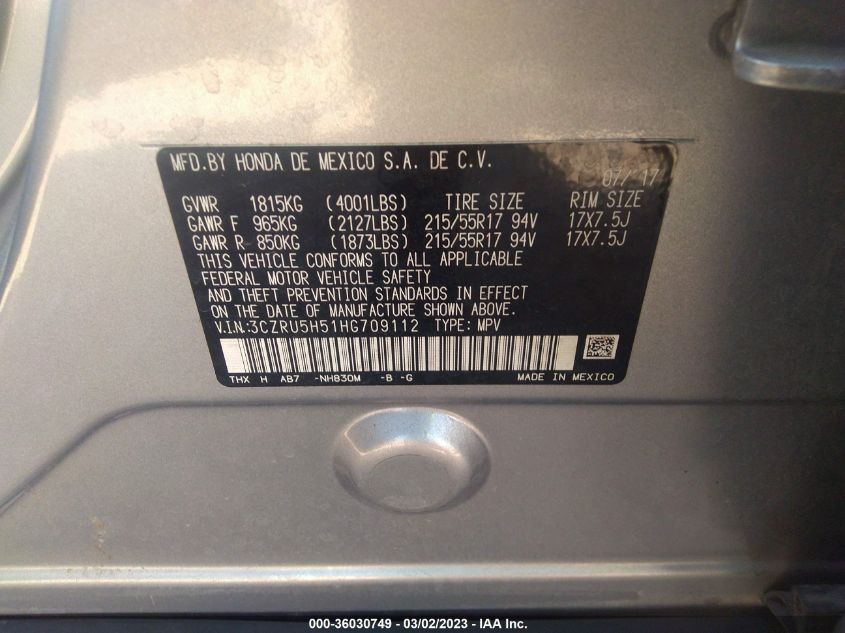 MFD.BY HONDA DE MEXICO S.A. DE C.V.
07/'17
GVWR 1815KG (4001LBS) TIRE SIZE RIM SIZE
GAWR F 965KG (2127LBS) 215/55R17 94V 17X7.5J
GAWR R 850KG (1873LBS) 215/55R17 94V 17X7.5J
THIS VEHICLE CONFORMS TO ALL APPLICABLE
FEDERAL MOTOR VEHICLE SAFETY
AND THEFT PREVENTION STANDARDS IN EFFECT
ON THE DATE OF MANUFACTURE SHOWN ABOVE.
V.IN.:3CZRU5H51HG709112 TYPE: MPV
THX H AB7 -NH830M -B -G MADE IN MEXICO
000-36030749 - 03/02/2023 - IAA Inc.